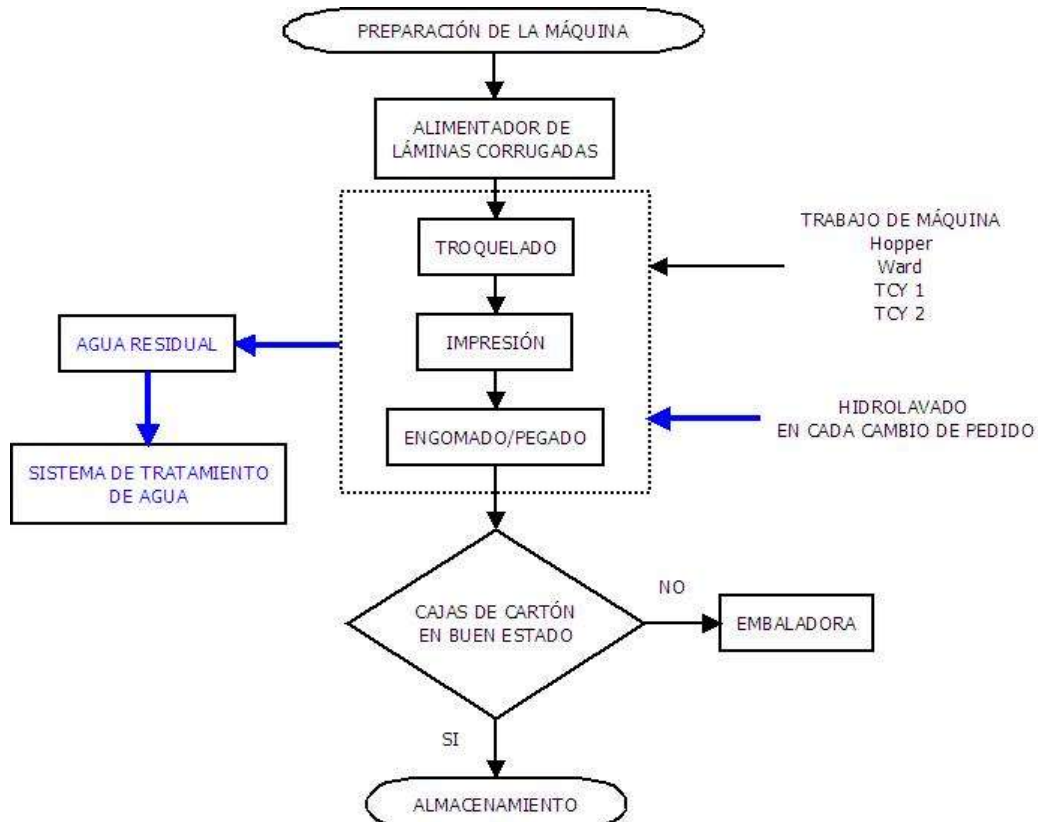 PREPARACIÓN DE LA MÁQUINA
ALIMENTADOR DE
LÁMINAS CORRUGADAS
TROQUELADO
TRABAJO DE MÁQUINA
Hopper
Ward
TCY 1
TCY 2
IMPRESIÓN
AGUA RESIDUAL
HIDROLAVADO
EN CADA CAMBIO DE PEDIDO
ENGOMADO/PEGADO
SISTEMA DE TRATAMIENTO
DE AGUA
CAJAS DE CARTÓN
EN BUEN ESTADO
NO
EMBALADORA
SI
ALMACENAMIENTO